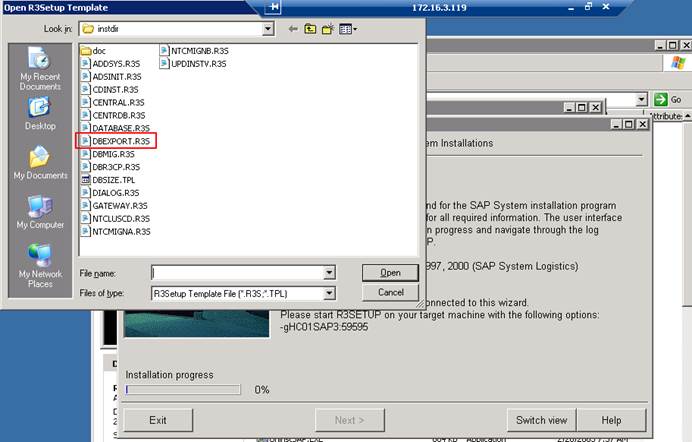 Open R3Setup Template
172.16.3.119
Look in:
instdir
My Recent
Documents
Desktop
My Documents
My Computer
My Network
Places
doc
ADDSYS.R3S
ADSINIT.R3S
CDINST.R3S
CENTRAL.R3S
CENTRDB.R3S
DATABASE.R3S
DBEXPORT.R3S
DBMIG.R3S
DBR3CP.R3S
DBSIZE.TPL
DIALOG.R3S
GATEWAY.R3S
NTCLUSCD.R3S
NTCMIGNA.R3S
NTCMIGNB.R3S
UPDINSTV.R3S
File name:
Open
Files of type:
R3Setup Template File (*.R3S;*.TPL)
Cancel
Go
Attributes
em Installations
nd for the SAP System installation program
for all required information. The user interface
n progress and navigate through the log
P.
997, 2000 (SAP System Logistics)
onnected to this wizard.
Please start R3SETUP on your target machine with the following options:
-gHC01SAP3:59595
Installation progress
0%
Exit
Next >
Switch view
Help